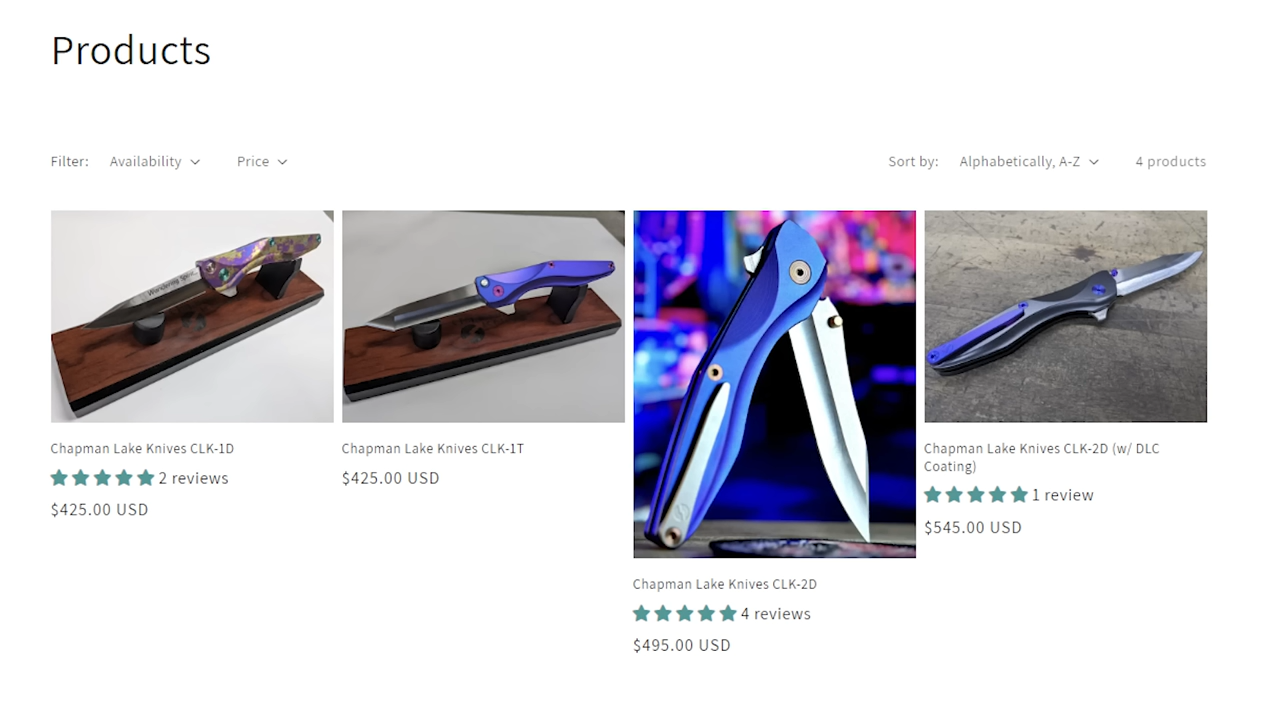 Products
Filter: Availability Price
Sort by: Alphabetically, A-Z 4 products
Wandering Spirit
Chapman Lake Knives CLK-1D
2 reviews
$425.00 USD
Chapman Lake Knives CLK-1T
$425.00 USD
Chapman Lake Knives CLK-2D
4 reviews
$495.00 USD
Chapman Lake Knives CLK-2D (w/ DLC
Coating)
1 review
$545.00 USD